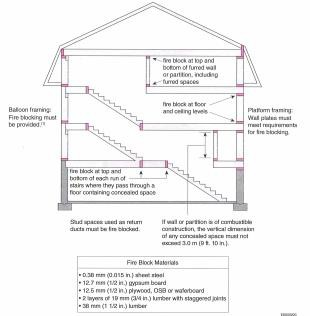 fire block at top and
bottom of furred wall
or partition, including
furred spaces
fire block at floor
and ceiling levels
Balloon framing:
Fire blocking must
be provided.(1)
Platform framing:
Wall plates must
meet requirements
for fire blocking.
fire block at top and
bottom of each run of
stairs where they pass through a
floor containing concealed space
Stud spaces used as return
ducts must be fire blocked.
If wall or partition is of combustible
construction, the vertical dimension
of any concealed space must not
exceed 3.0 m (9 ft. 10 in.).
Fire Block Materials
• 0.38 mm (0.015 in.) sheet steel
• 12.7 mm (1/2 in.) gypsum board
• 12.5 mm (1/2 in.) plywood, OSB or waferboard
• 2 layers of 19 mm (3/4 in.) lumber with staggered joints
• 38 mm (1 1/2 in.) lumber